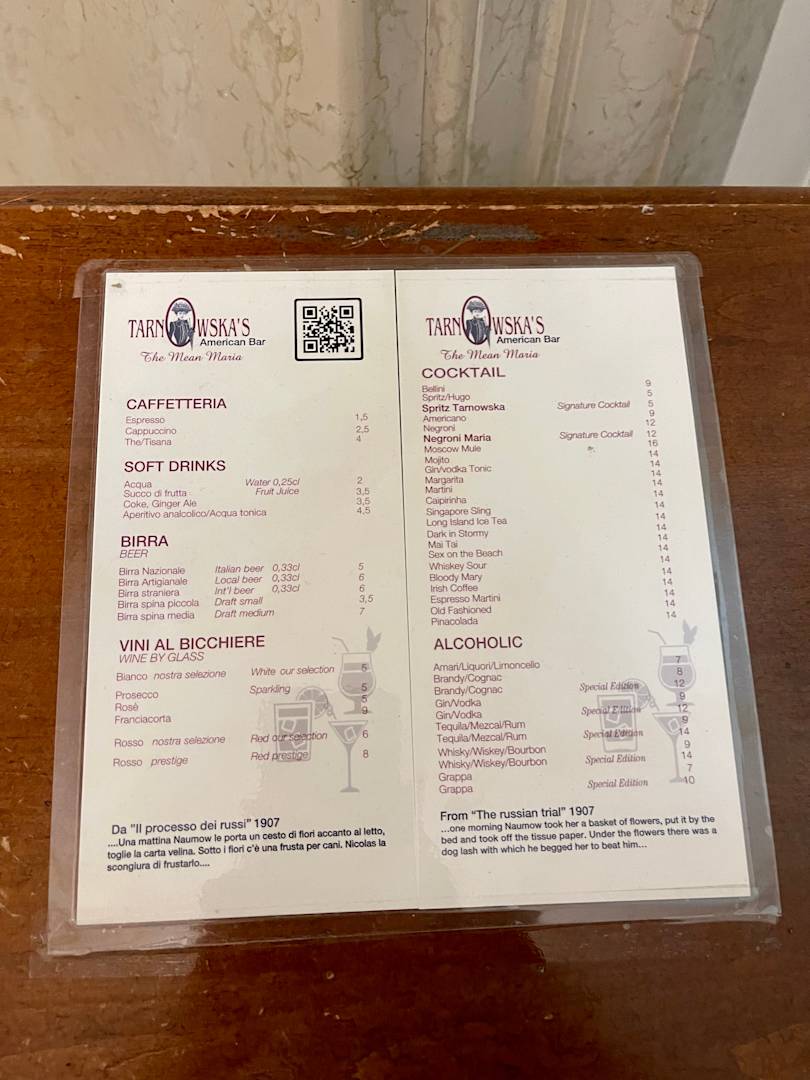 TARNOWSKA'S
American Bar
The Mean Maria
CAFFETTERIA
Espresso 1,5
Cappuccino 2,5
The/Tisana 4
SOFT DRINKS
Acqua Water 0,25cl 2
Succo di frutta Fruit Juice 3,5
Coke, Ginger Ale 3,5
Aperitivo analcolico/Acqua tonica 4,5
BIRRA
BEER
Birra Nazionale Italian beer 0,33cl 5
Birra Artigianale Local beer 0,33cl 6
Birra straniera Int'l beer 0,33cl 6
Birra spina piccola Draft small 3,5
Birra spina media Draft medium 7
VINI AL BICCHIERE
WINE BY GLASS
Bianco nostra selezione White our selection 5
Prosecco Sparkling 5
Rosè 5
Franciacorta 9
Rosso nostra selezione Red our selection 6
Rosso prestige Red prestige 8
Da "Il processo dei russi" 1907
....Una mattina Naumow le porta un cesto di fiori accanto al letto,
toglie la carta velina. Sotto i fiori c'è una frusta per cani. Nicolas la
scongiura di frustarlo....
TARNOWSKA'S
American Bar
The Mean Maria
COCKTAIL
Bellini 9
Spritz/Hugo 5
Spritz Tarnowska Signature Cocktail 5
Americano 9
Negroni 12
Negroni Maria Signature Cocktail 12
Moscow Mule 16
Mojito 14
Gin/vodka Tonic 14
Margarita 14
Martini 14
Caipirinha 14
Singapore Sling 14
Long Island Ice Tea 14
Dark in Stormy 14
Mai Tai 14
Sex on the Beach 14
Whiskey Sour 14
Bloody Mary 14
Irish Coffee 14
Espresso Martini 14
Old Fashioned 14
Pinacolada 14
ALCOHOLIC
Amari/Liquori/Limoncello 7
Brandy/Cognac 8
Brandy/Cognac Special Edition 12
Gin/Vodka 9
Gin/Vodka Special Edition 12
Tequila/Mezcal/Rum 9
Tequila/Mezcal/Rum Special Edition 14
Whisky/Wiskey/Bourbon 9
Whisky/Wiskey/Bourbon Special Edition 14
Grappa 7
Grappa Special Edition 10
From "The russian trial" 1907
...one morning Naumow took her a basket of flowers, put it by the
bed and took off the tissue paper. Under the flowers there was a
dog lash with which he begged her to beat him...